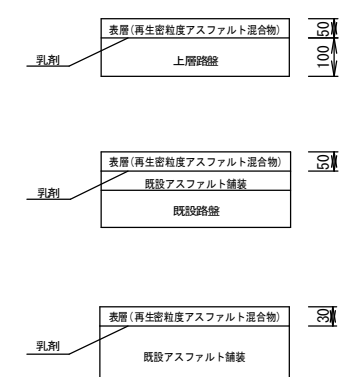 表層(再生密粒度アスファルト混合物)
50
乳剤
上層路盤
100
表層(再生密粒度アスファルト混合物)
50
既設アスファルト舗装
乳剤
既設路盤
表層(再生密粒度アスファルト混合物)
30
乳剤
既設アスファルト舗装